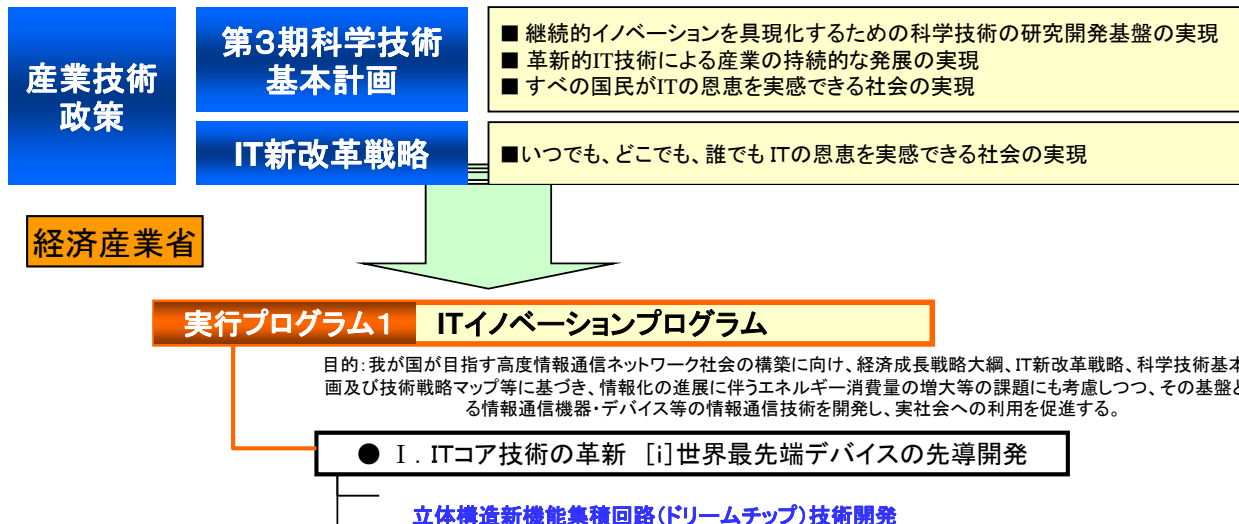 産業技術
政策
第3期科学技術
基本計画
■ 継続的イノベーションを具現化するための科学技術の研究開発基盤の実現
■ 革新的IT技術による産業の持続的な発展の実現
■ すべの国民がITの恩恵を実感できる社会の実現
IT新改革戦略
■いつでも、どこでも、誰でも ITの恩恵を実感できる社会の実現
経済産業省
実行プログラム1 ITイノベーションプログラム
目的:我が国が目指す高度情報通信ネットワーク社会の構築に向け、経済成長戦略大綱、IT新改革戦略、科学技術基本
画及び技術戦略マップ等に基づき、情報化の進展に伴うエネルギー消費量の増大等の課題にも考慮しつつ、その基盤と
る情報通信機器・デバイス等の情報通信技術を開発し、実社会への利用を促進する。
● Ⅰ. ITコア技術の革新 [i]世界最先端デバイスの先導開発
立体構造新機能集積回路(ドリームチップ)技術開発